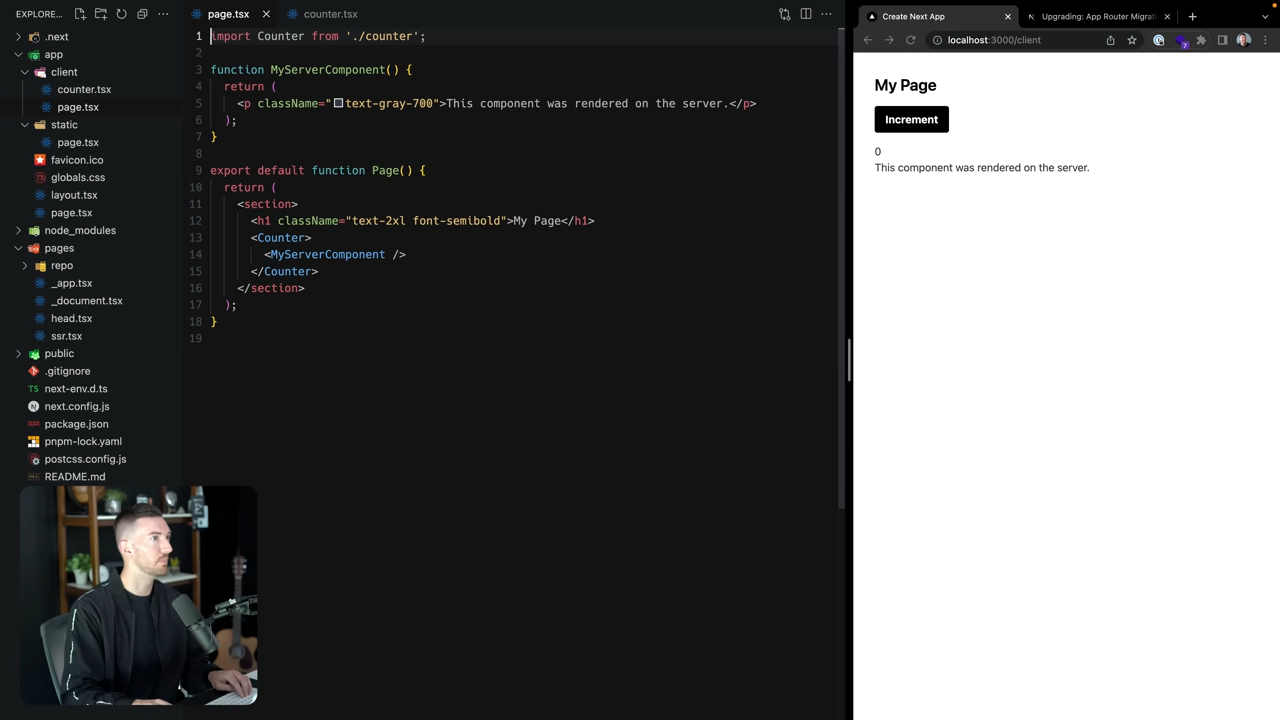 EXPLORE...
.next
app
client
counter.tsx
page.tsx
static
page.tsx
favicon.ico
globals.css
layout.tsx
page.tsx
node_modules
pages
repo
_app.tsx
_document.tsx
head.tsx
ssr.tsx
public
.gitignore
TS next-env.d.ts
next.config.js
package.json
pnpm-lock.yaml
postcss.config.js
README.md
page.tsx
counter.tsx
1 import Counter from './counter';
2
3 function MyServerComponent() {
4 return (
5 <p className="text-gray-700">This component was rendered on the server.</p>
6 );
7 }
8
9 export default function Page() {
10 return (
11 <section>
12 <h1 className="text-2xl font-semibold">My Page</h1>
13 <Counter>
14 <MyServerComponent />
15 </Counter>
16 </section>
17 );
18 }
19
Create Next App
Upgrading: App Router Migrati
localhost:3000/client
7
My Page
Increment
0
This component was rendered on the server.